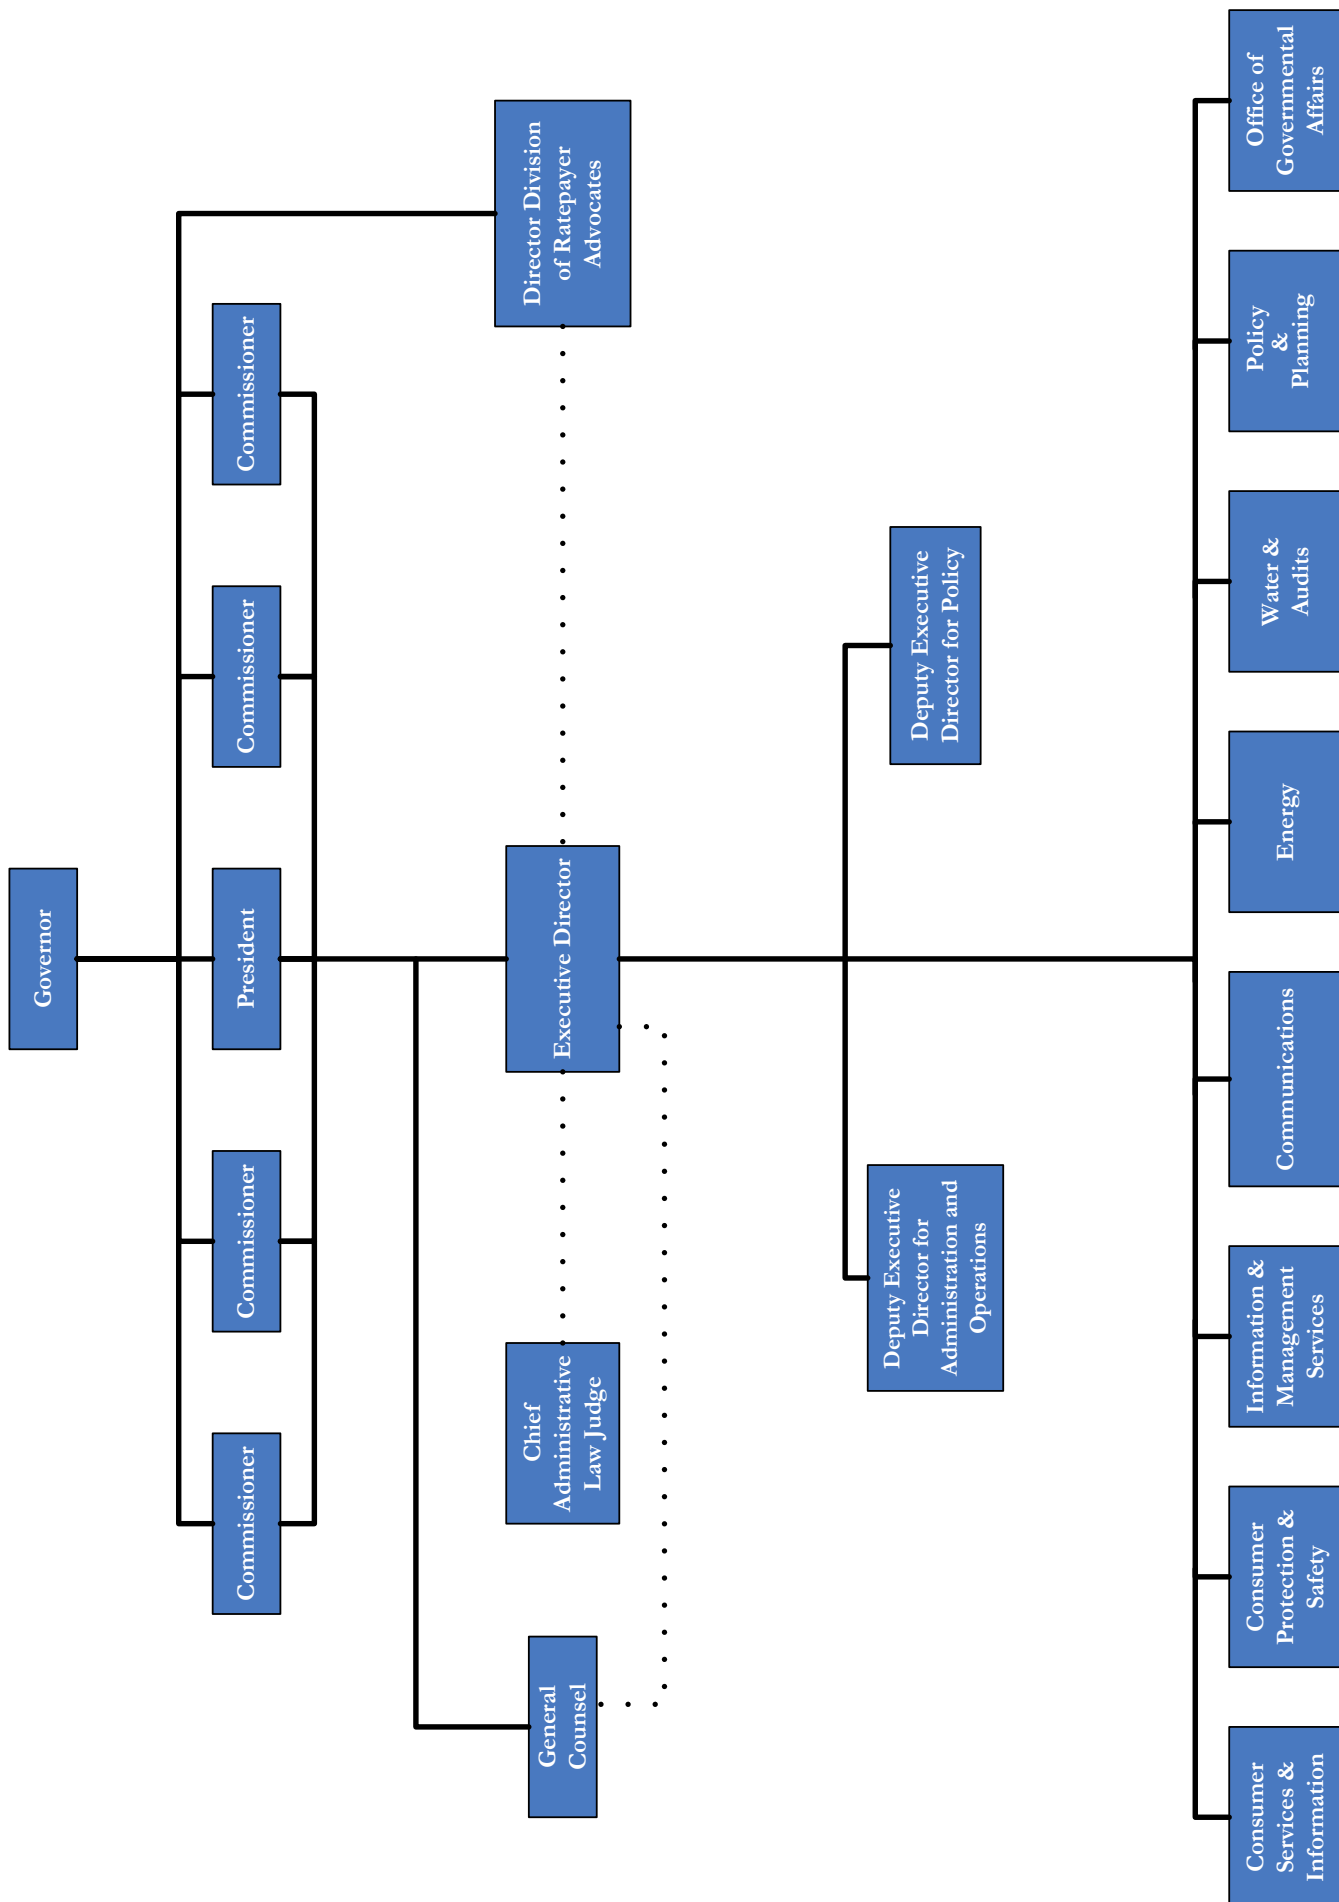 Governor
Commissioner
Commissioner
President
Commissioner
Commissioner
General
Counsel
Chief
Administrative
Law Judge
Executive Director
Director Division
of Ratepayer
Advocates
Deputy Executive
Director for
Administration and
Operations
Deputy Executive
Director for Policy
Consumer
Services &
Information
Consumer
Protection &
Safety
Information &
Management
Services
Communications
Energy
Water &
Audits
Policy
&
Planning
Office of
Governmental
Affairs